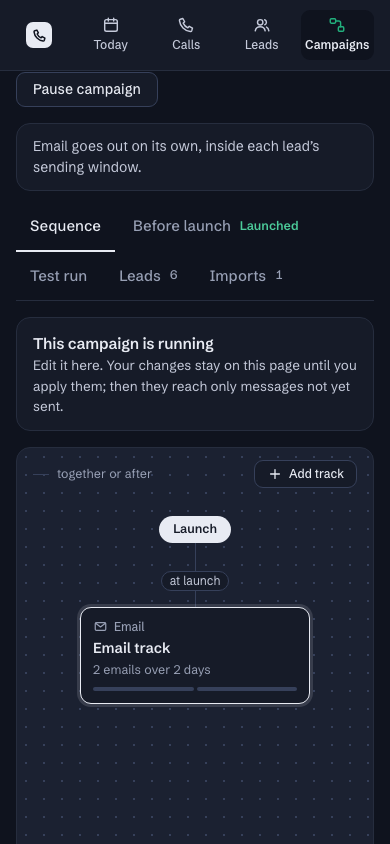 Today
Calls
Leads
Campaigns
Pause campaign
Email goes out on its own, inside each lead's
sending window.
Sequence
Before launch Launched
Test run
Leads 6
Imports 1
This campaign is running
Edit it here. Your changes stay on this page until you
apply them; then they reach only messages not yet
sent.
together or after
+ Add track
Launch
at launch
Email
Email track
2 emails over 2 days